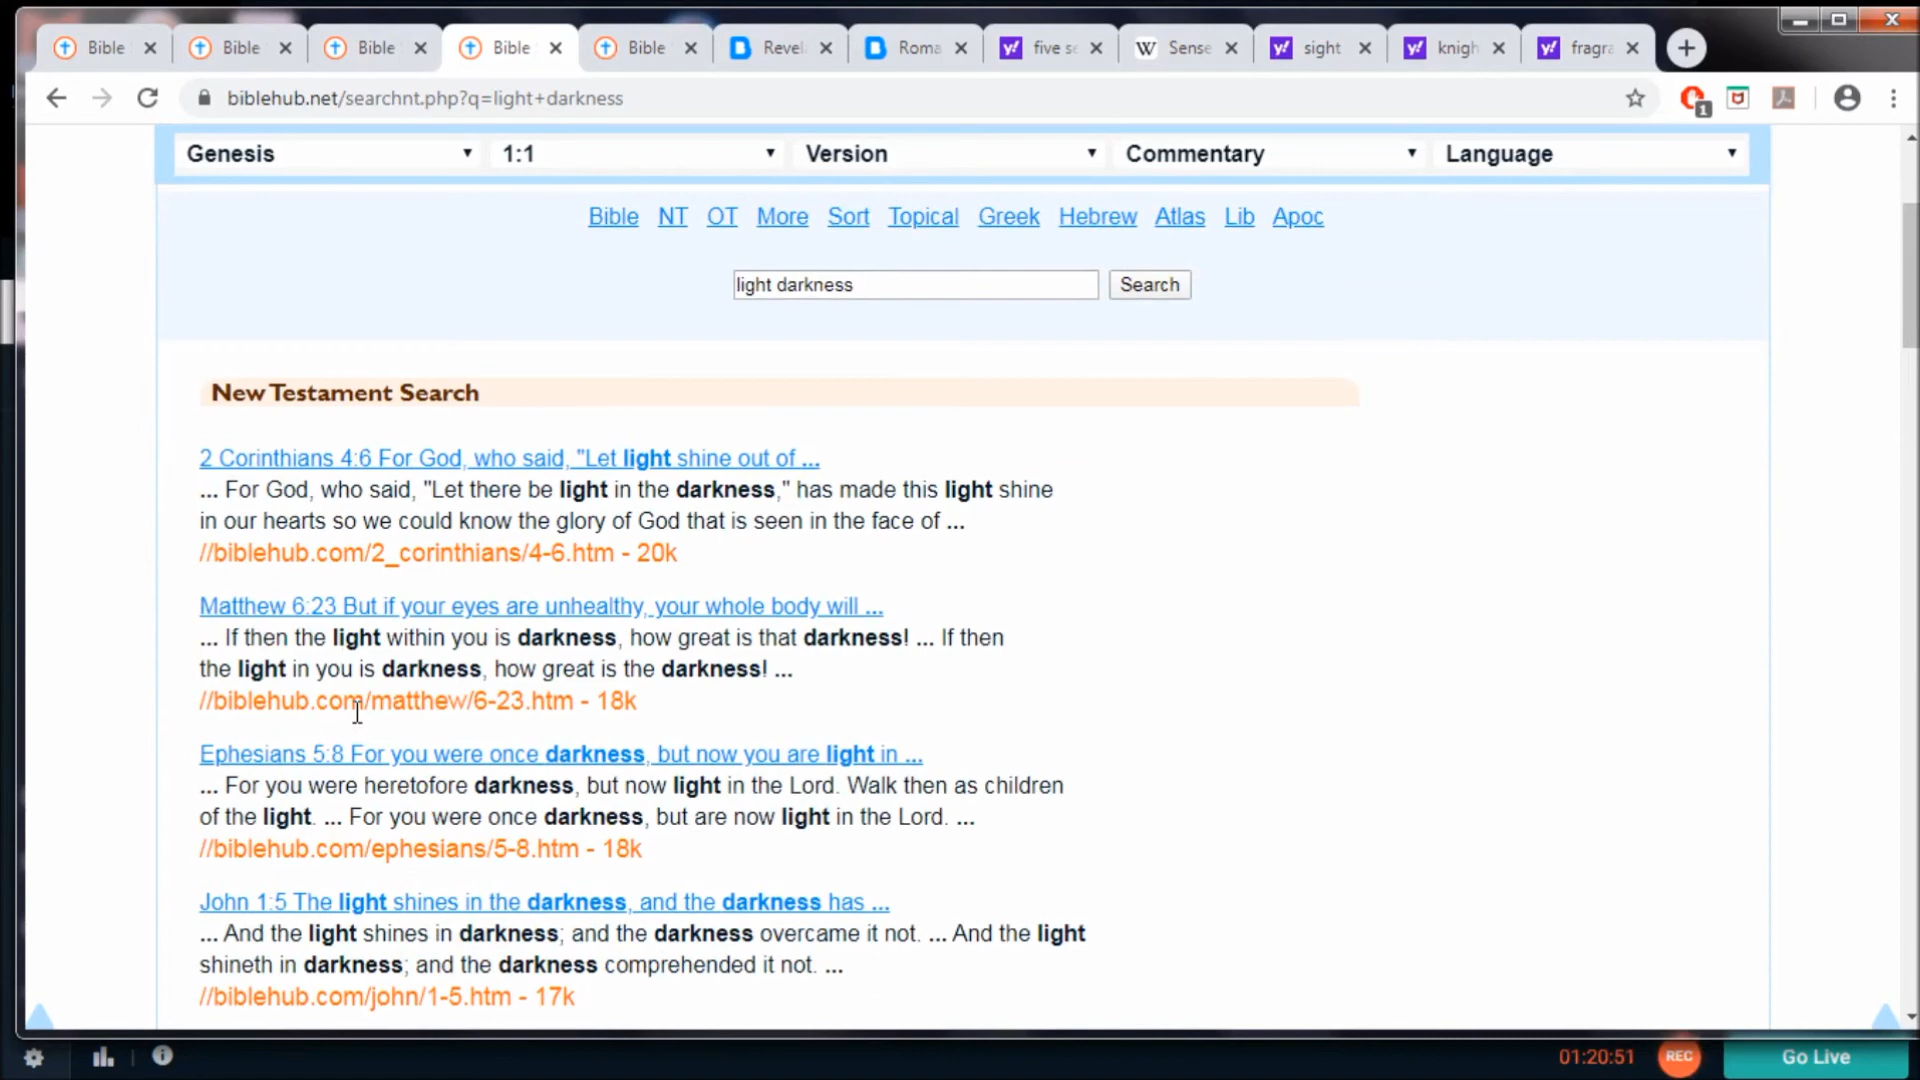 Bible
Bible
Bible
Bible
Bible
Revel
Roma
five se
W Sense
sight
knigh
fragra
biblehub.net/searchnt.php?q=light+darkness
1
Genesis 1:1 Version Commentary Language
Bible NT OT More Sort Topical Greek Hebrew Atlas Lib Apoc
light darkness Search
New Testament Search
2 Corinthians 4:6 For God, who said, "Let light shine out of ...
... For God, who said, "Let there be light in the darkness," has made this light shine
in our hearts so we could know the glory of God that is seen in the face of ...
//biblehub.com/2_corinthians/4-6.htm - 20k
Matthew 6:23 But if your eyes are unhealthy, your whole body will ...
... If then the light within you is darkness, how great is that darkness! ... If then
the light in you is darkness, how great is the darkness! ...
//biblehub.com/matthew/6-23.htm - 18k
Ephesians 5:8 For you were once darkness, but now you are light in ...
... For you were heretofore darkness, but now light in the Lord. Walk then as children
of the light. ... For you were once darkness, but are now light in the Lord. ...
//biblehub.com/ephesians/5-8.htm - 18k
John 1:5 The light shines in the darkness, and the darkness has ...
... And the light shines in darkness; and the darkness overcame it not. ... And the light
shineth in darkness; and the darkness comprehended it not. ...
//biblehub.com/john/1-5.htm - 17k
01:20:51 REC Go Live